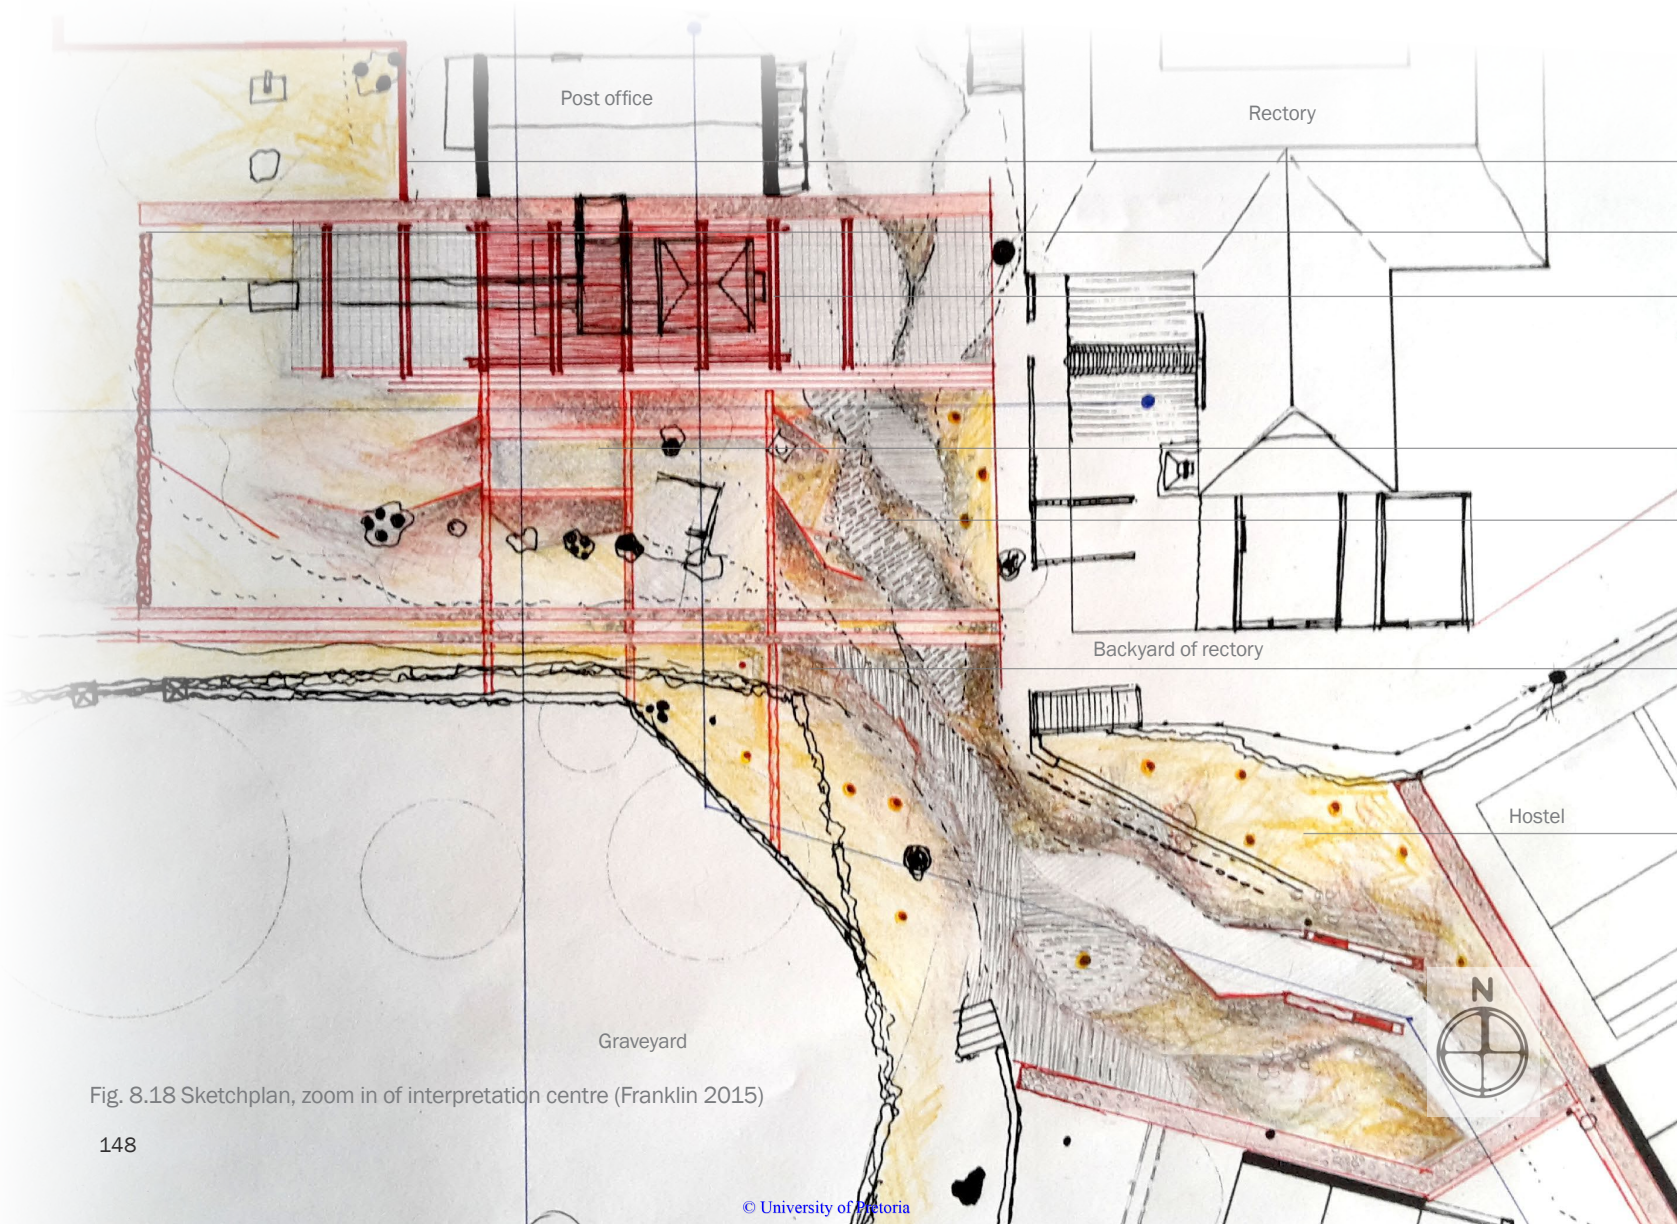 Post office
Rectory
Backyard of rectory
Hostel
N
Graveyard
Fig. 8.18 Sketchplan, zoom in of interpretation centre (Franklin 2015)
148
© University of Pretoria